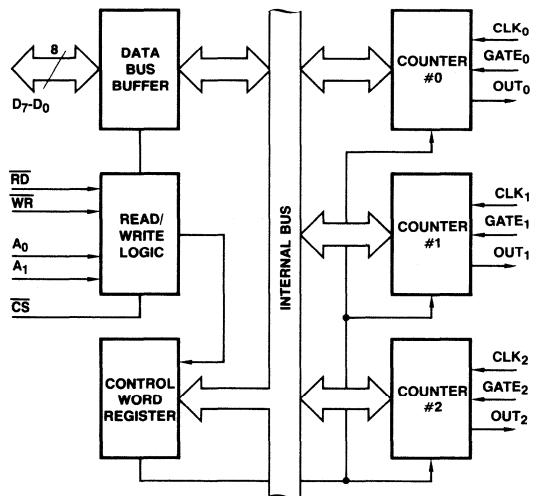 8
D7-D0
DATA
BUS
BUFFER
RD
WR
A0
A1
CS
READ/
WRITE
LOGIC
CONTROL
WORD
REGISTER
INTERNAL BUS
COUNTER
#0
CLK0
GATE0
OUT0
COUNTER
#1
CLK1
GATE1
OUT1
COUNTER
#2
CLK2
GATE2
OUT2